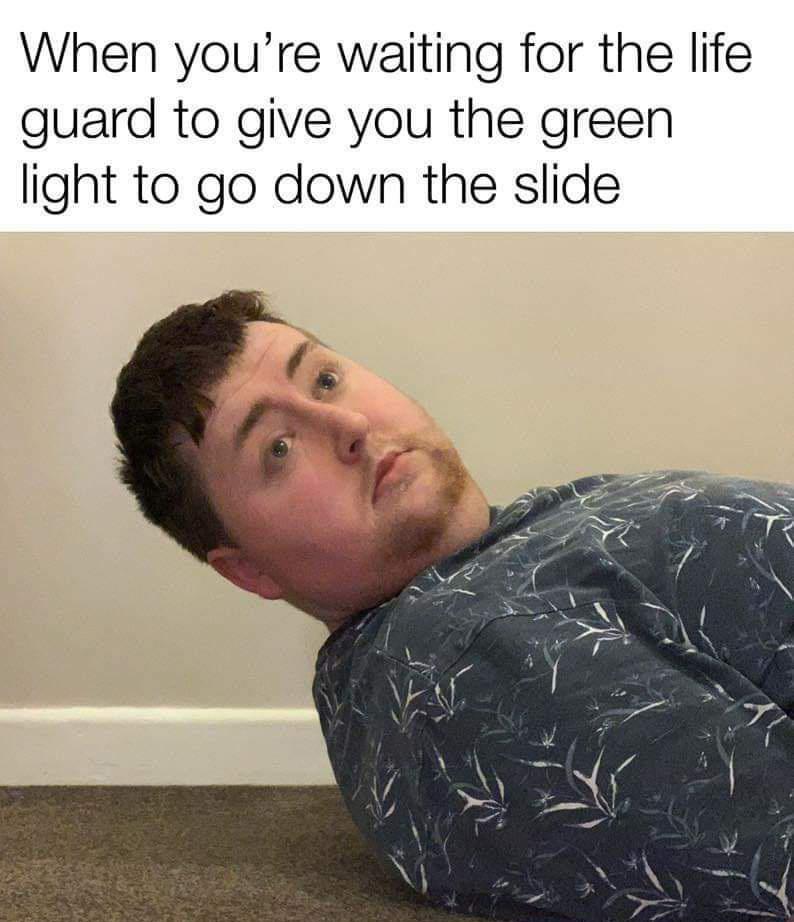 When you’re waiting for the life
guard to give you the green
light to go down the slide